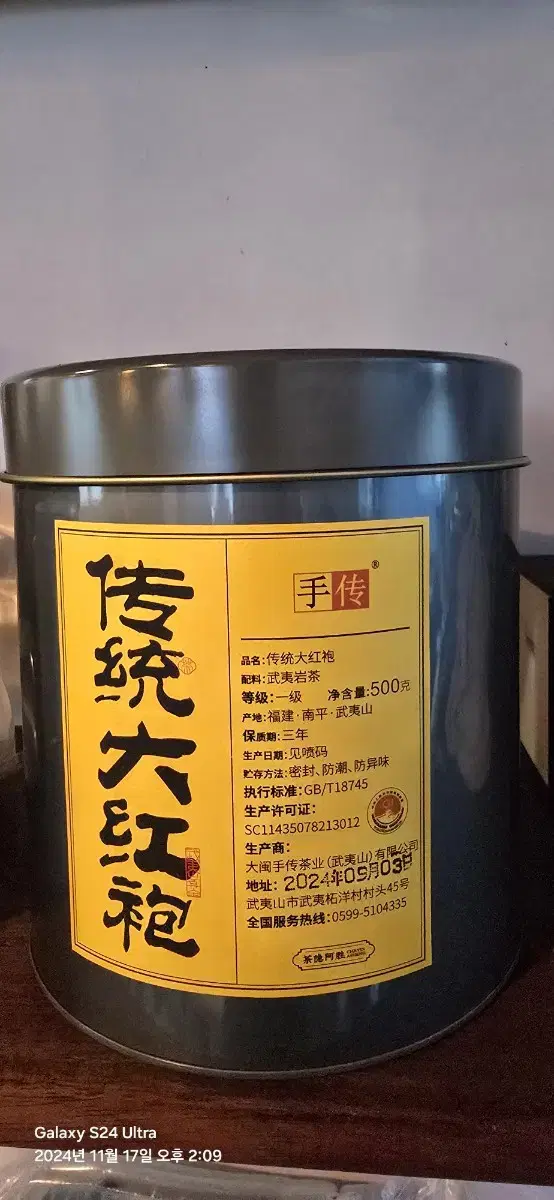 传统大红袍
手传®
品名:传统大红袍
配料:武夷岩茶
等级:一级 净含量:500克
产地:福建·南平·武夷山
保质期:三年
生产日期:见喷码
贮存方法:密封、防潮、防异味
执行标准:GB/T18745
生产许可证:
SC11435078213012
生产商:
大闽手传茶业(武夷山)有限公司
地址: 2024年09月03日
武夷山市武夷柘洋村村头45号
全国服务热线:0599-5104335
茶隐阿胜
Galaxy S24 Ultra
2024년 11월 17일 오후 2:09